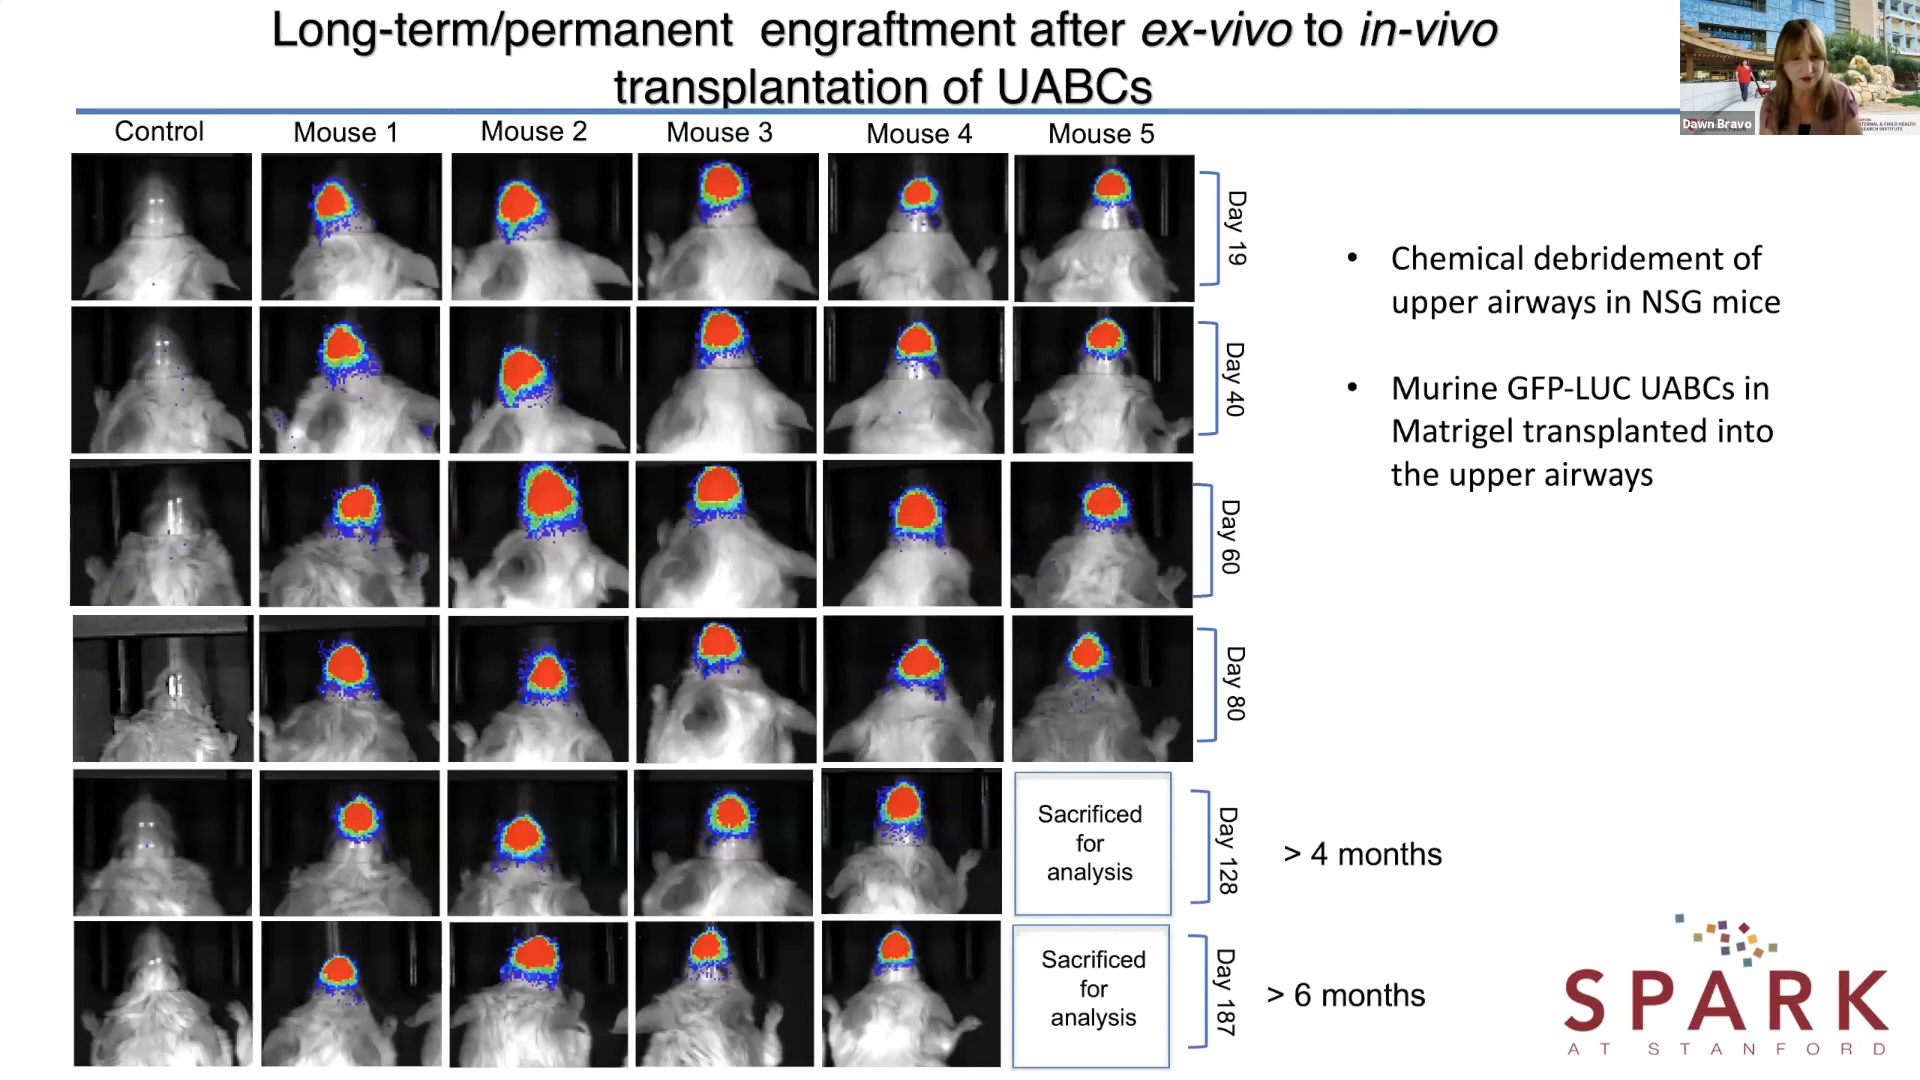 Long-term/permanent engraftment after ex-vivo to in-vivo
transplantation of UABCs
Dawn Bravo
Control Mouse 1 Mouse 2 Mouse 3 Mouse 4 Mouse 5
Day 19
Day 40
Day 60
Day 80
Sacrificed
for
analysis
Day 128
> 4 months
Sacrificed
for
analysis
Day 187
> 6 months
• Chemical debridement of
upper airways in NSG mice
• Murine GFP-LUC UABCs in
Matrigel transplanted into
the upper airways
SPARK
AT STANFORD